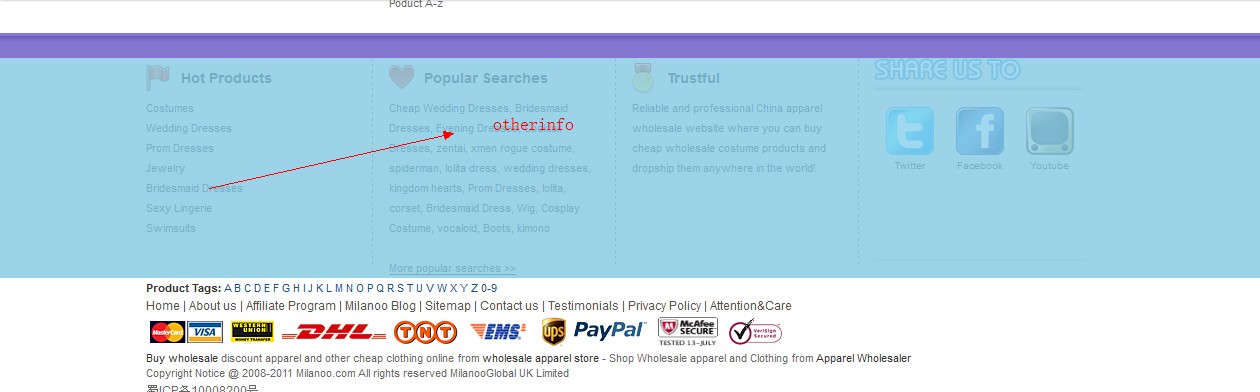 Poduct A-z
Hot Products
Costumes
Wedding Dresses
Prom Dresses
Jewelry
Bridesmaid Dresses
Sexy Lingerie
Swimsuits
Popular Searches
Cheap Wedding Dresses, Bridesmaid
Dresses, Evening
otherinfo
Dresses, zentai, xmen rogue costume,
spiderman, lolita dress, wedding dresses,
kingdom hearts, Prom Dresses, lolita,
corset, Bridesmaid Dress, Wig, Cosplay
Costume, vocaloid, Boots, kimono
More popular searches >>
Trustful
Reliable and professional China apparel
wholesale website where you can buy
cheap wholesale costume products and
dropship them anywhere in the world!
SHARE US TO
Twitter
Facebook
Youtube
Product Tags: A B C D E F G H I J K L M N O P Q R S T U V W X Y Z 0-9
Home | About us | Affiliate Program | Milanoo Blog | Sitemap | Contact us | Testimonials | Privacy Policy | Attention&Care
MasterCard VISA WESTERN UNION MONEY TRANSFER DHL TNT EMS ups PayPal McAfee SECURE TESTED 13-JULY VeriSign Secured
Buy wholesale discount apparel and other cheap clothing online from wholesale apparel store - Shop Wholesale apparel and Clothing from Apparel Wholesaler
Copyright Notice @ 2008-2011 Milanoo.com All rights reserved MilanooGlobal UK Limited
蜀ICP备10008200号